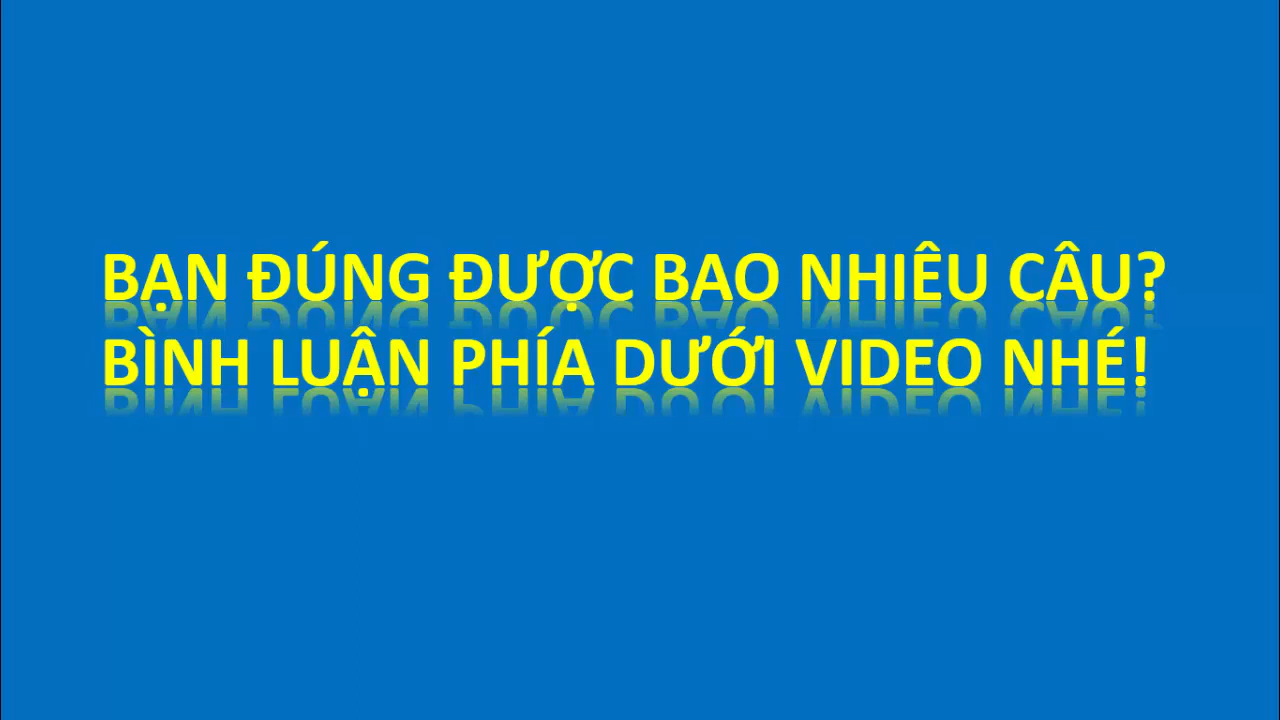 BẠN ĐÚNG ĐƯỢC BAO NHIÊU CÂU?
BÌNH LUẬN PHÍA DƯỚI VIDEO NHÉ!